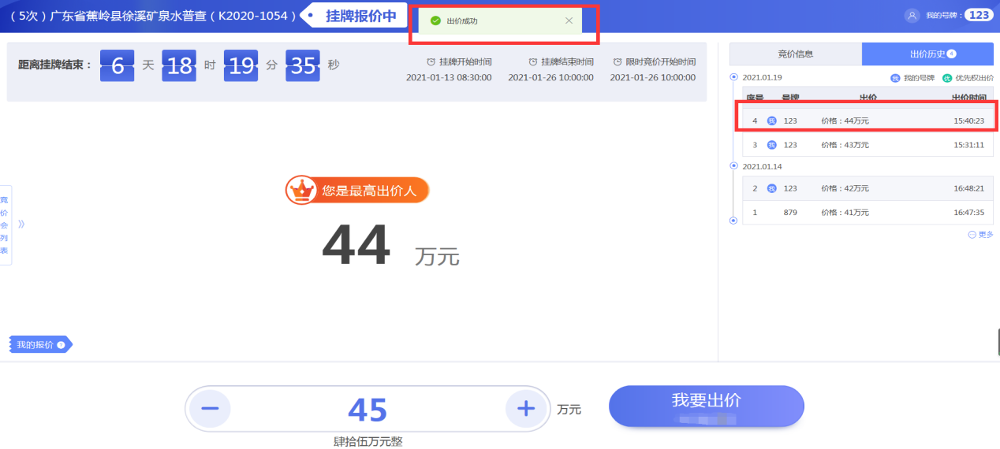 （5次）广东省蕉岭县徐溪矿泉水普查（K2020-1054）
挂牌报价中
出价成功
我的号牌：
123
距离挂牌结束：
6 天 18 时 19 分 35 秒
挂牌开始时间
2021-01-13 08:30:00
挂牌结束时间
2021-01-26 10:00:00
限时竞价开始时间
2021-01-26 10:00:00
竞价信息
出价历史 4
2021.01.19
我 我的号牌 优 优先权出价
序号 号牌 出价 出价时间
4 我 123 价格：44万元 15:40:23
3 我 123 价格：43万元 15:31:11
2021.01.14
2 我 123 价格：42万元 16:48:21
1 879 价格：41万元 16:47:35
更多
竞价会列表
您是最高出价人
44 万元
我的报价 ?
45
万元
肆拾伍万元整
我要出价